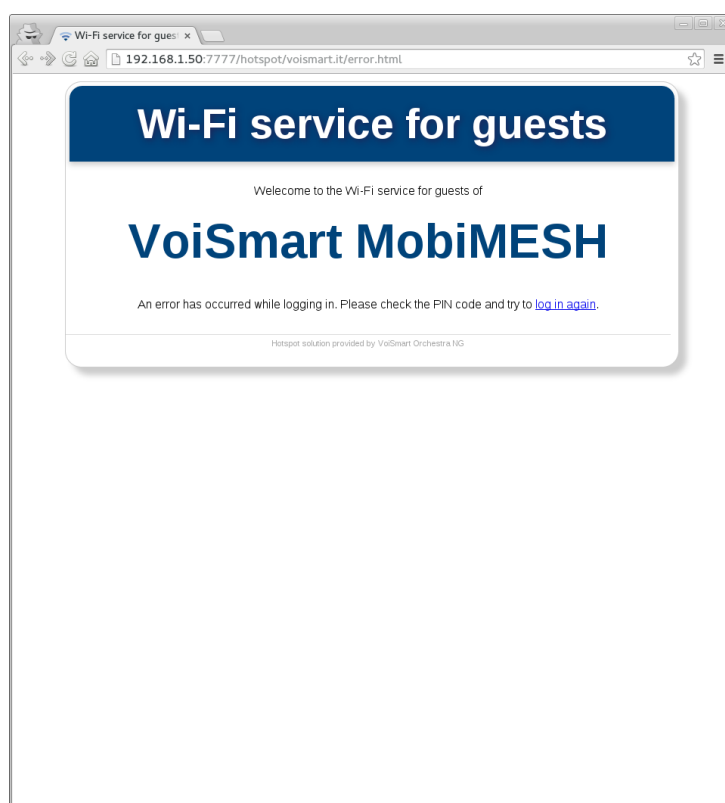 Wi-Fi service for gues
192.168.1.50:7777/hotspot/voismart.it/error.html
Wi-Fi service for guests
Welecome to the Wi-Fi service for guests of
VoiSmart MobiMESH
An error has occurred while logging in. Please check the PIN code and try to log in again.
Hotspot solution provided by VoiSmart Orchestra NG